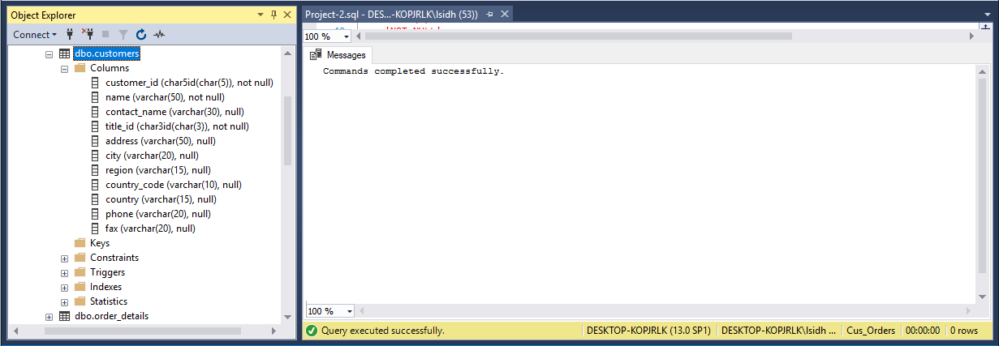 Object Explorer
Connect
dbo.customers
Columns
customer_id (char5id(char(5)), not null)
name (varchar(50), not null)
contact_name (varchar(30), null)
title_id (char3id(char(3)), not null)
address (varchar(50), null)
city (varchar(20), null)
region (varchar(15), null)
country_code (varchar(10), null)
country (varchar(15), null)
phone (varchar(20), null)
fax (varchar(20), null)
Keys
Constraints
Triggers
Indexes
Statistics
dbo.order_details
Project-2.sql - DES...-KOPJRLK\lsidh (53))
100 %
Messages
Commands completed successfully.
100 %
Query executed successfully.
DESKTOP-KOPJRLK (13.0 SP1)
DESKTOP-KOPJRLK\lsidh ...
Cus_Orders
00:00:00
0 rows